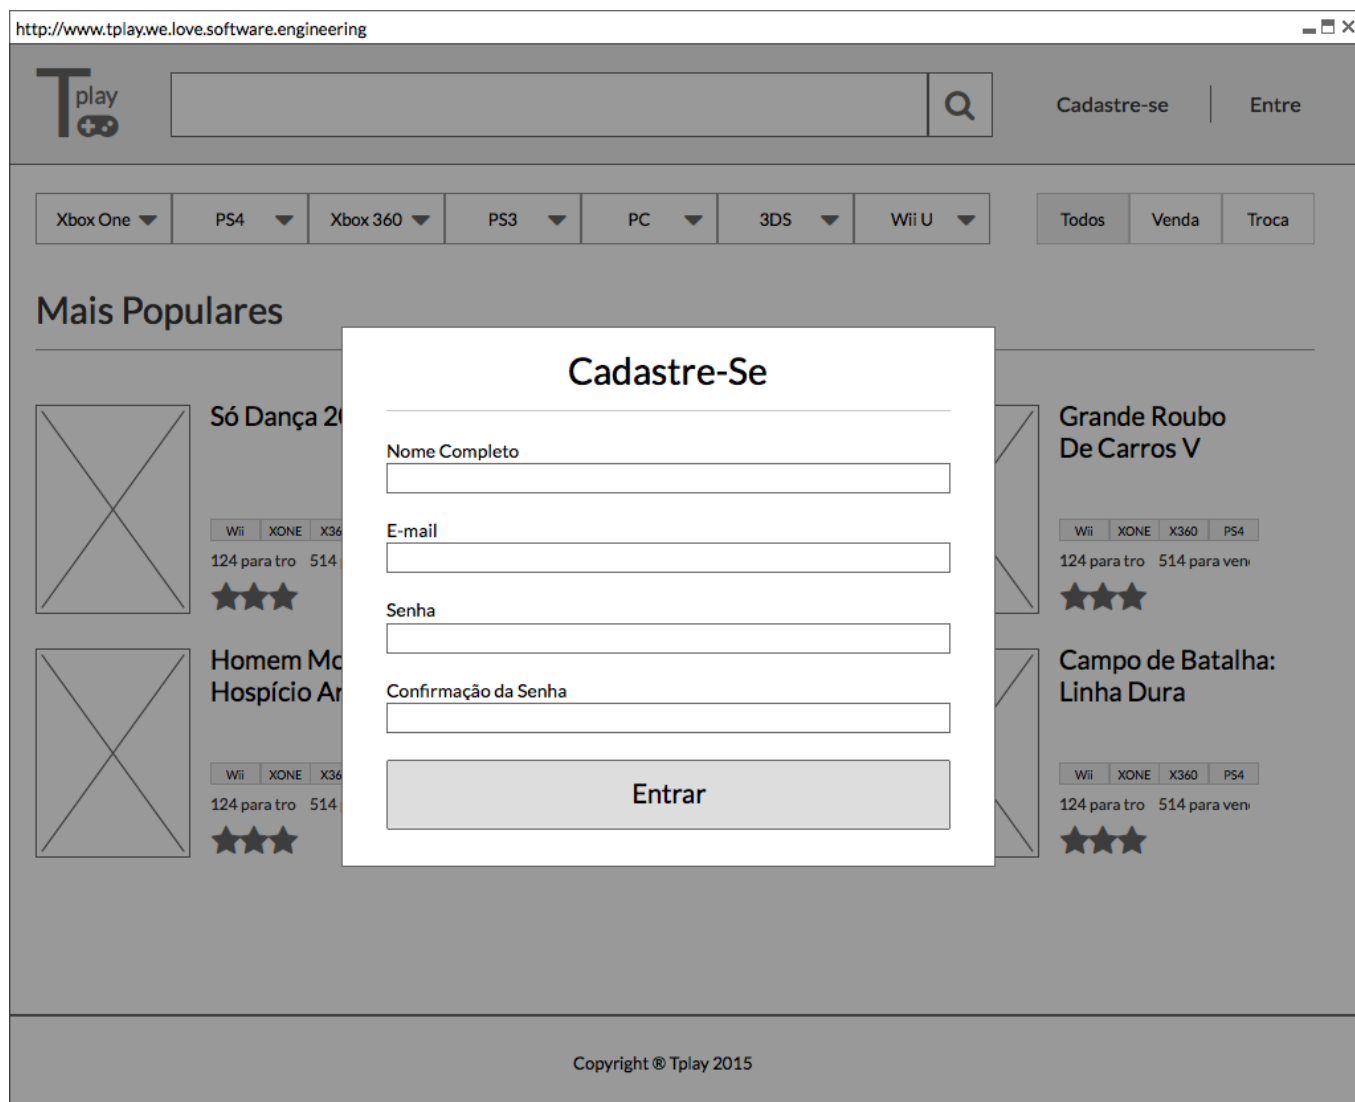 http://www.tplay.we.love.software.engineering
Tplay
Cadastre-se
Entre
Xbox One
PS4
Xbox 360
PS3
PC
3DS
Wii U
Todos
Venda
Troca
Mais Populares
Cadastre-Se
Nome Completo
E-mail
Senha
Confirmação da Senha
Entrar
Só Dança
Wii XONE
124 para tro 514
Grande Roubo
De Carros V
Wii XONE X360 PS4
124 para tro 514 para ven
Homem
Hospício
Wii XONE
124 para tro 514
Campo de Batalha:
Linha Dura
Wii XONE X360 PS4
124 para tro 514 para ven
Copyright ® Tplay 2015